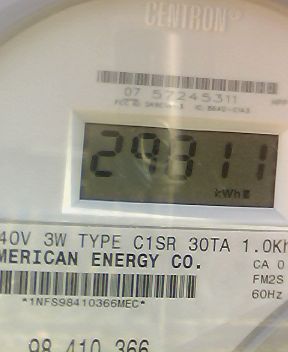 CENTRON®
07 57245311
29811
kWh
40V 3W TYPE C1SR 30TA 1.0Kh
MERICAN ENERGY CO.
CA 0
FM2S
60Hz
*1NFS98410366MEC*
98 410 366